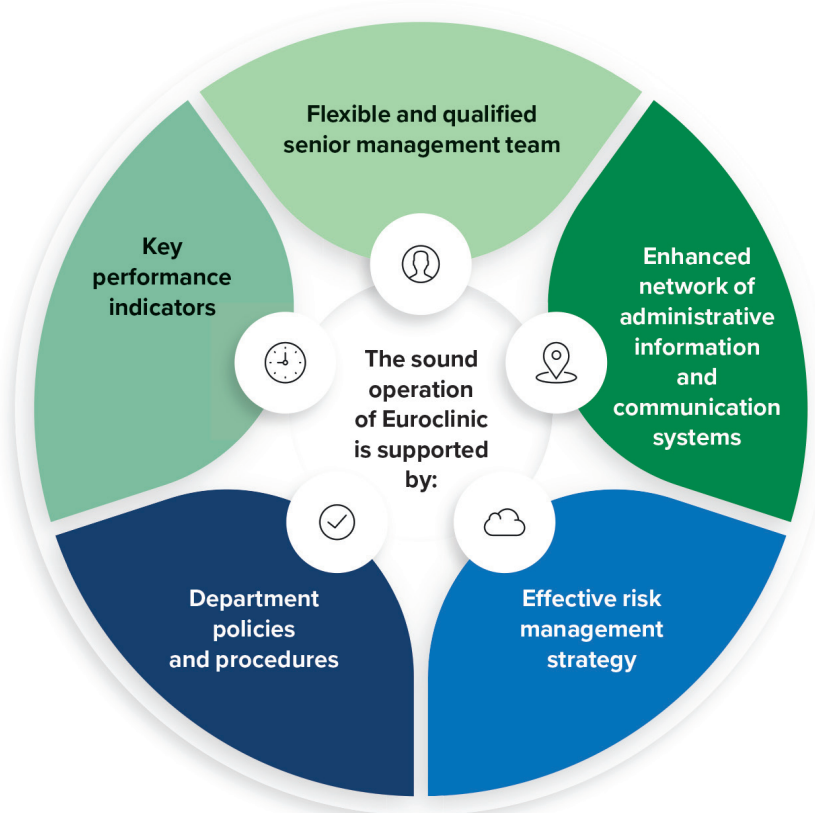 Flexible and qualified
senior management team
Enhanced
network of
administrative
information
and
communication
systems
Effective risk
management
strategy
Department
policies
and procedures
Key
performance
indicators
The sound
operation
of Euroclinic
is supported
by: